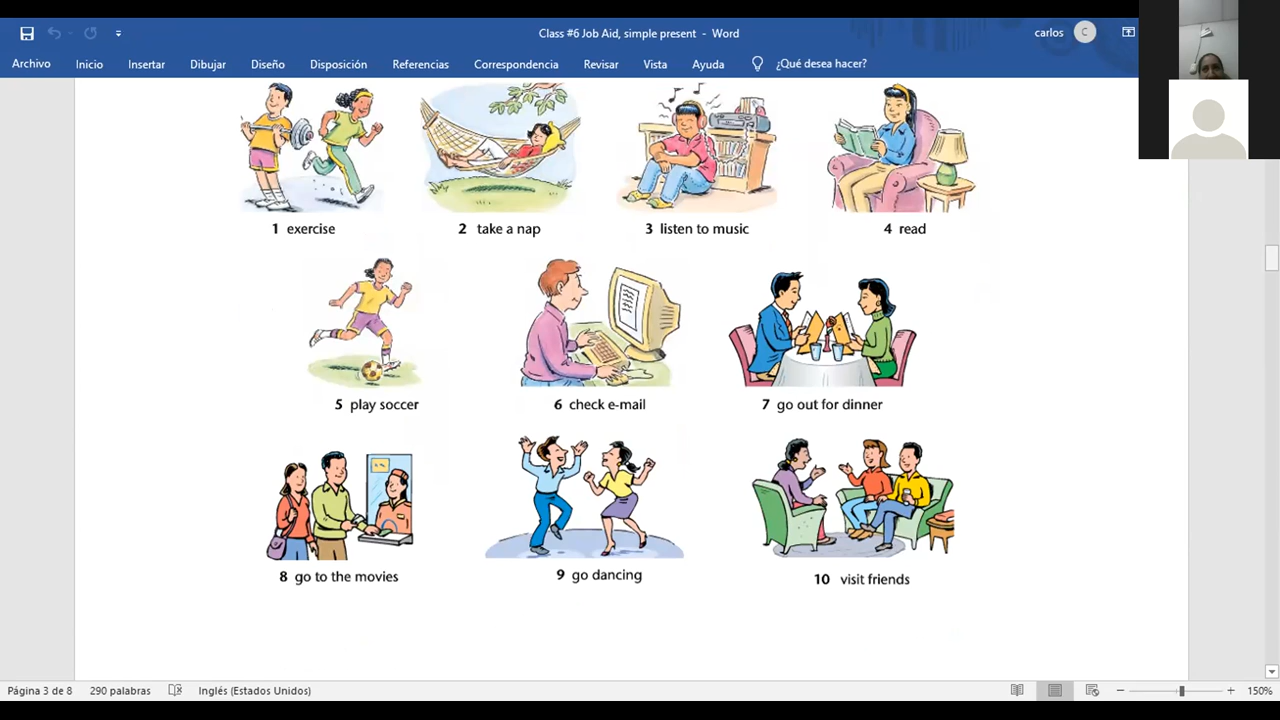 Class #6 Job Aid, simple present - Word
carlos C
Archivo Inicio Insertar Dibujar Diseño Disposición Referencias Correspondencia Revisar Vista Ayuda ¿Qué desea hacer?
1 exercise 2 take a nap 3 listen to music 4 read
5 play soccer 6 check e-mail 7 go out for dinner
8 go to the movies 9 go dancing 10 visit friends
Página 3 de 8 290 palabras Inglés (Estados Unidos) 150%